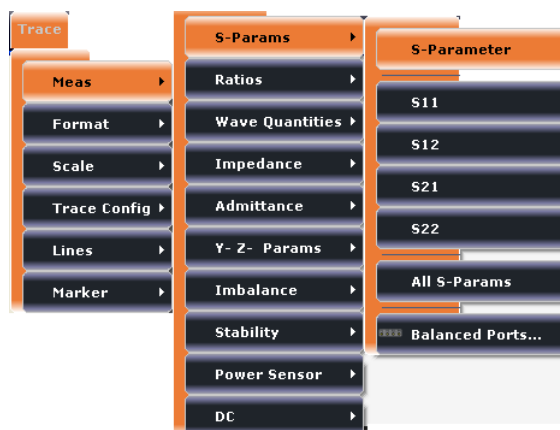 Trace
Meas
Format
Scale
Trace Config
Lines
Marker
S-Params
Ratios
Wave Quantities
Impedance
Admittance
Y- Z- Params
Imbalance
Stability
Power Sensor
DC
S-Parameter
S11
S12
S21
S22
All S-Params
Balanced Ports...